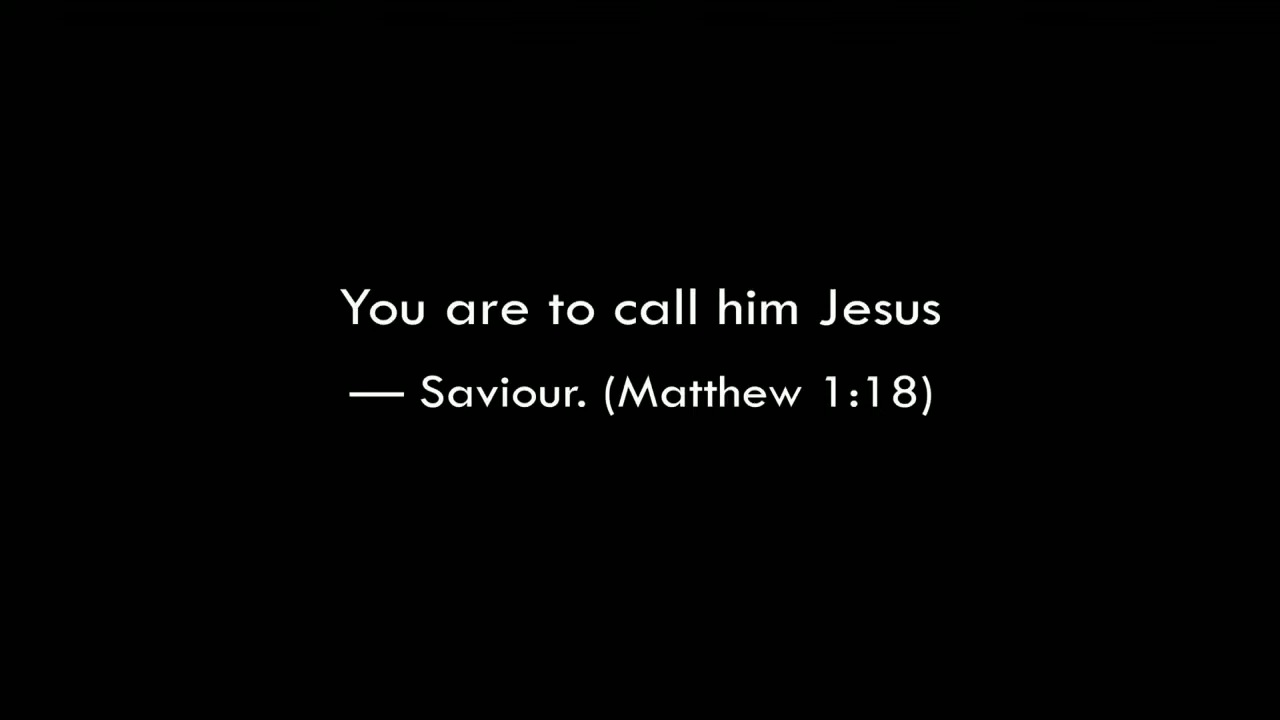 You are to call him Jesus
— Saviour. (Matthew 1:18)